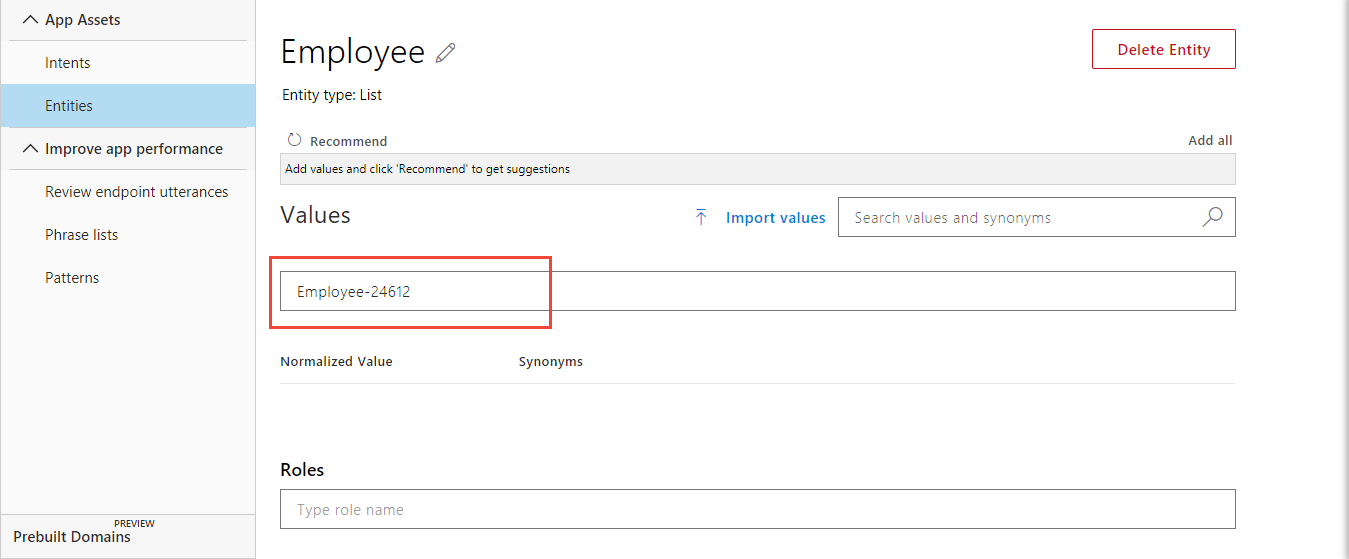 App Assets
Intents
Entities
Improve app performance
Review endpoint utterances
Phrase lists
Patterns
PREVIEW
Prebuilt Domains
Employee
Delete Entity
Entity type: List
Recommend
Add all
Add values and click 'Recommend' to get suggestions
Values
Import values
Search values and synonyms
Employee-24612
Normalized Value
Synonyms
Roles
Type role name